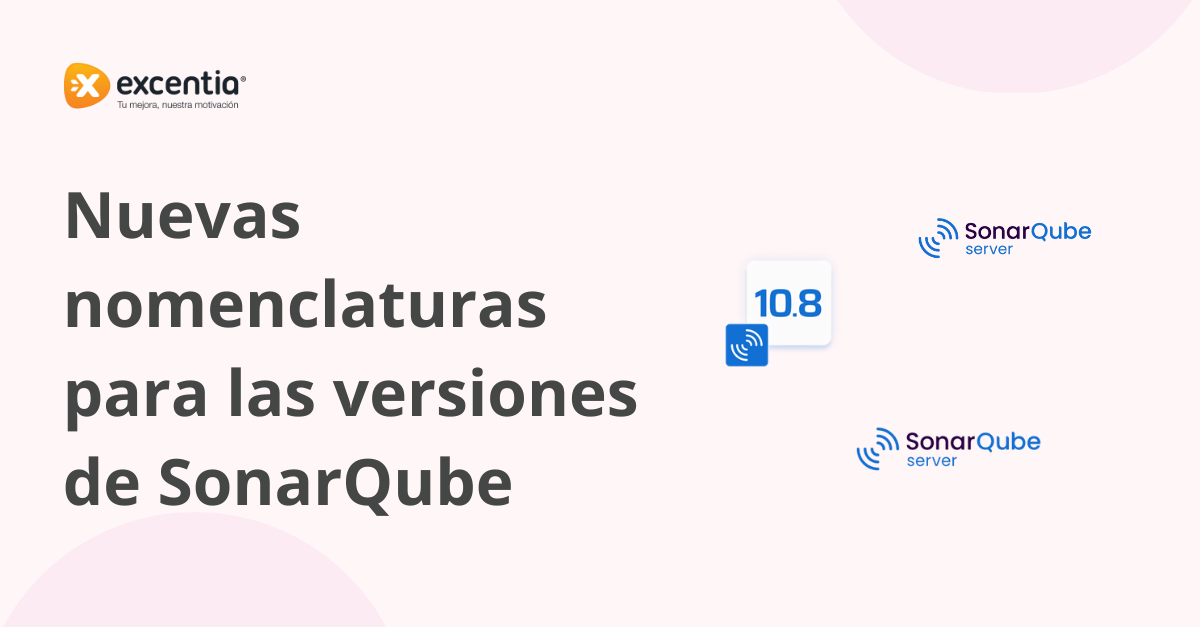 excentia®
Tu mejora, nuestra motivación
Nuevas
nomenclaturas
para las versiones
de SonarQube
SonarQube
server
10.8
SonarQube
server